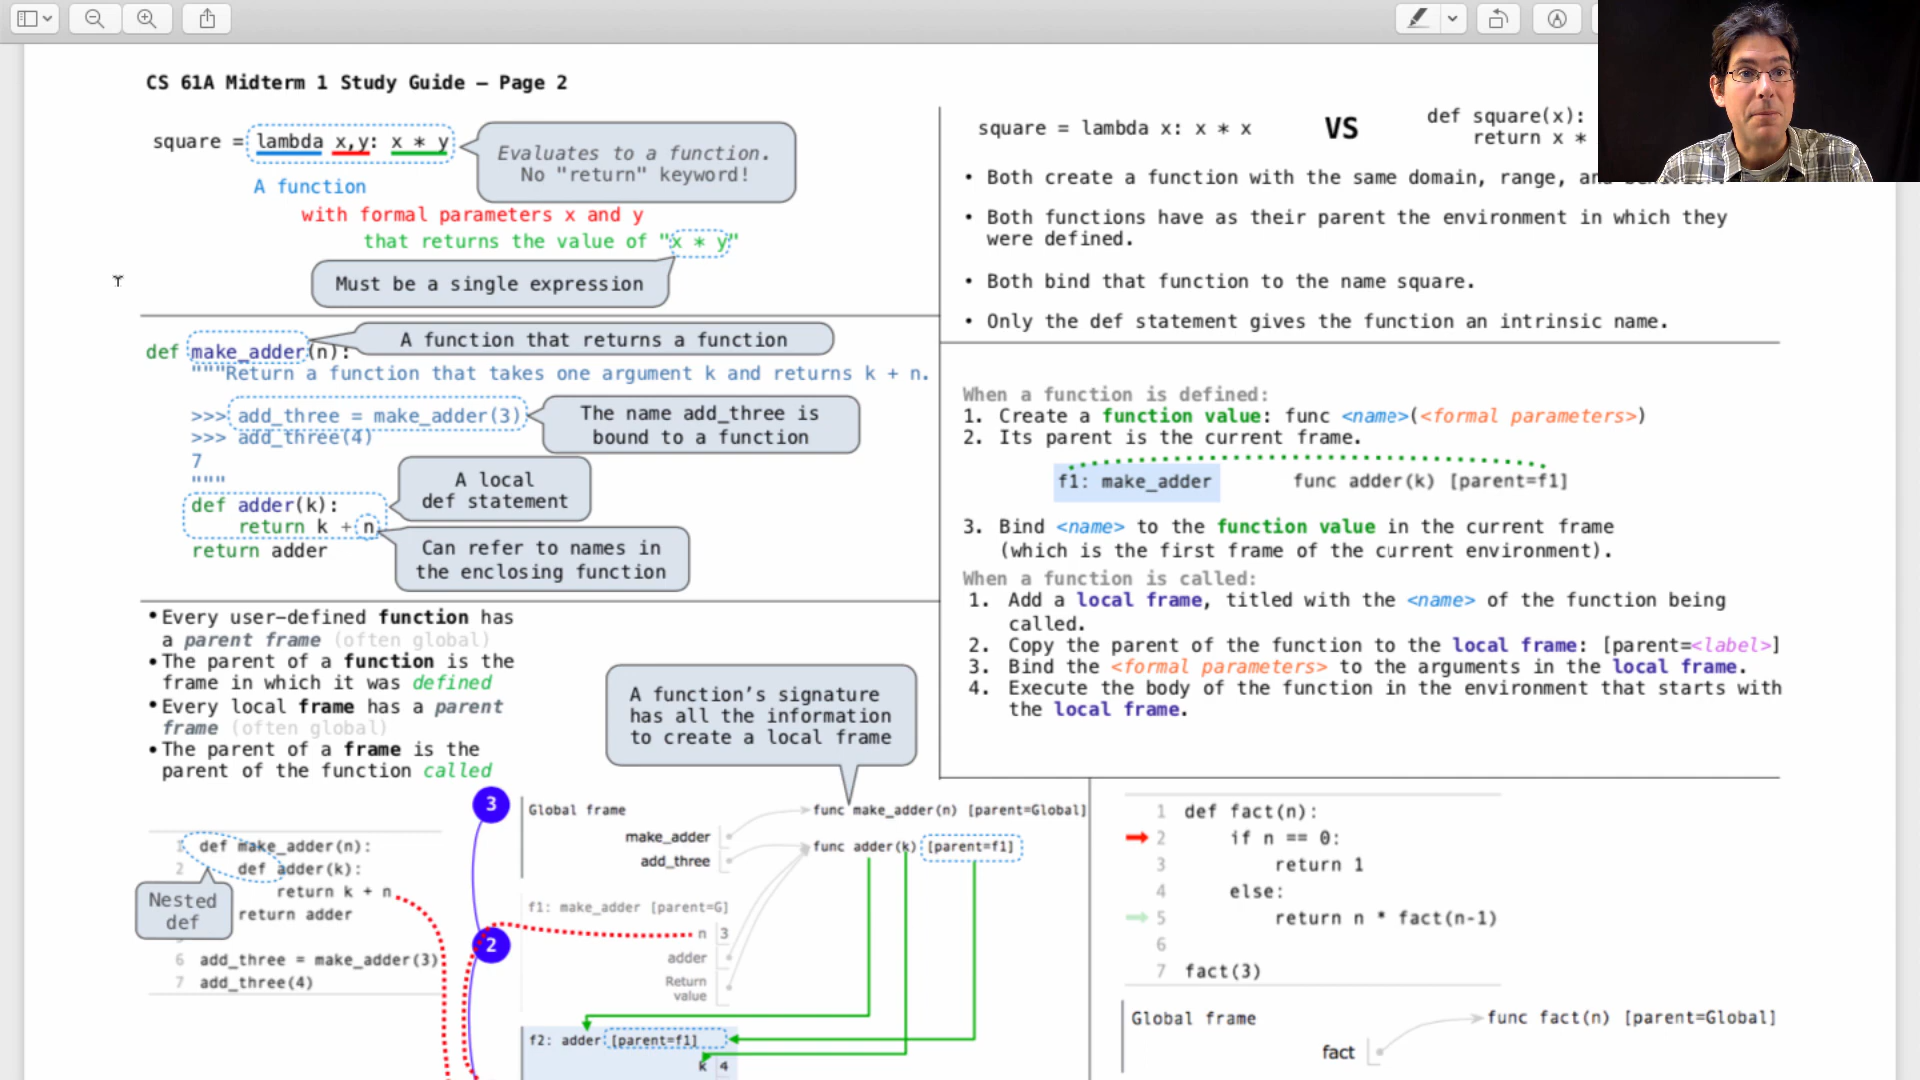 CS 61A Midterm 1 Study Guide – Page 2
square = lambda x,y: x * y
Evaluates to a function.
No "return" keyword!
A function
with formal parameters x and y
that returns the value of "x * y"
Must be a single expression
def make_adder(n):
A function that returns a function
"""Return a function that takes one argument k and returns k + n.
>>> add_three = make_adder(3)
The name add_three is
bound to a function
>>> add_three(4)
7
"""
A local
def statement
def adder(k):
return k + n
return adder
Can refer to names in
the enclosing function
• Every user-defined function has
a parent frame (often global)
• The parent of a function is the
frame in which it was defined
• Every local frame has a parent
frame (often global)
• The parent of a frame is the
parent of the function called
A function’s signature
has all the information
to create a local frame
1 def make_adder(n):
2 def adder(k):
return k + n
return adder
Nested
def
6 add_three = make_adder(3)
7 add_three(4)
3
Global frame
make_adder
add_three
func make_adder(n) [parent=Global]
func adder(k) [parent=f1]
f1: make_adder [parent=G]
2
n 3
adder
Return
value
f2: adder [parent=f1]
k 4
square = lambda x: x * x
VS
def square(x):
return x *
• Both create a function with the same domain, range, and
• Both functions have as their parent the environment in which they
were defined.
• Both bind that function to the name square.
• Only the def statement gives the function an intrinsic name.
When a function is defined:
1. Create a function value: func <name>(<formal parameters>)
2. Its parent is the current frame.
f1: make_adder
func adder(k) [parent=f1]
3. Bind <name> to the function value in the current frame
(which is the first frame of the current environment).
When a function is called:
1. Add a local frame, titled with the <name> of the function being
called.
2. Copy the parent of the function to the local frame: [parent=<label>]
3. Bind the <formal parameters> to the arguments in the local frame.
4. Execute the body of the function in the environment that starts with
the local frame.
1 def fact(n):
2 if n == 0:
3 return 1
4 else:
5 return n * fact(n-1)
6
7 fact(3)
Global frame
fact
func fact(n) [parent=Global]